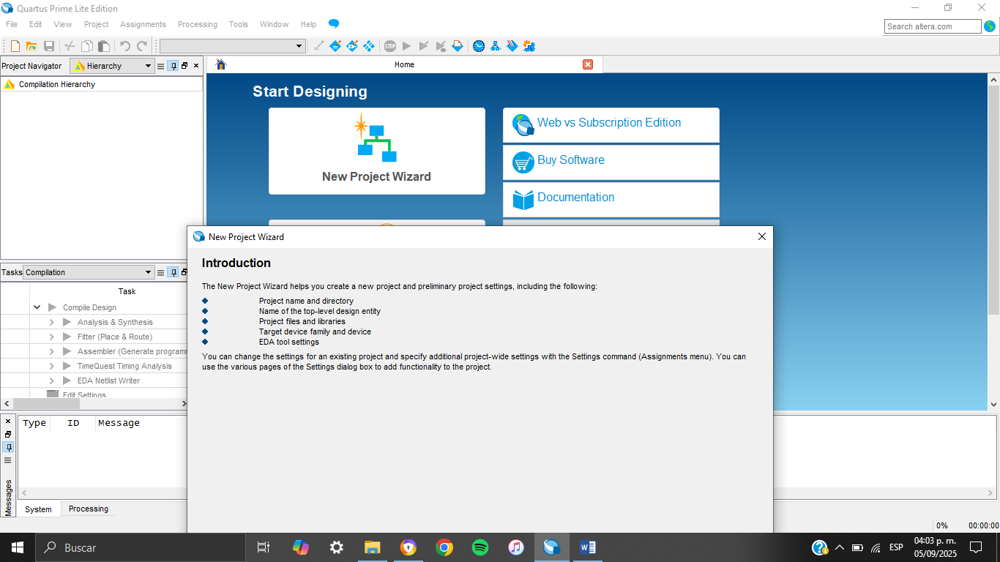 Quartus Prime Lite Edition
File Edit View Project Assignments Processing Tools Window Help
Search altera.com
STOP
Project Navigator Hierarchy
Home
Compilation Hierarchy
Start Designing
New Project Wizard
Web vs Subscription Edition
Buy Software
Documentation
New Project Wizard
Introduction
The New Project Wizard helps you create a new project and preliminary project settings, including the following:
Project name and directory
Name of the top-level design entity
Project files and libraries
Target device family and device
EDA tool settings
You can change the settings for an existing project and specify additional project-wide settings with the Settings command (Assignments menu). You can
use the various pages of the Settings dialog box to add functionality to the project.
Tasks Compilation
Task
Compile Design
Analysis & Synthesis
Fitter (Place & Route)
Assembler (Generate program
TimeQuest Timing Analysis
EDA Netlist Writer
Edit Settings
Type ID Message
Messages
System Processing
0% 00:00:00
Buscar
ESP
04:03 p. m.
05/09/2025